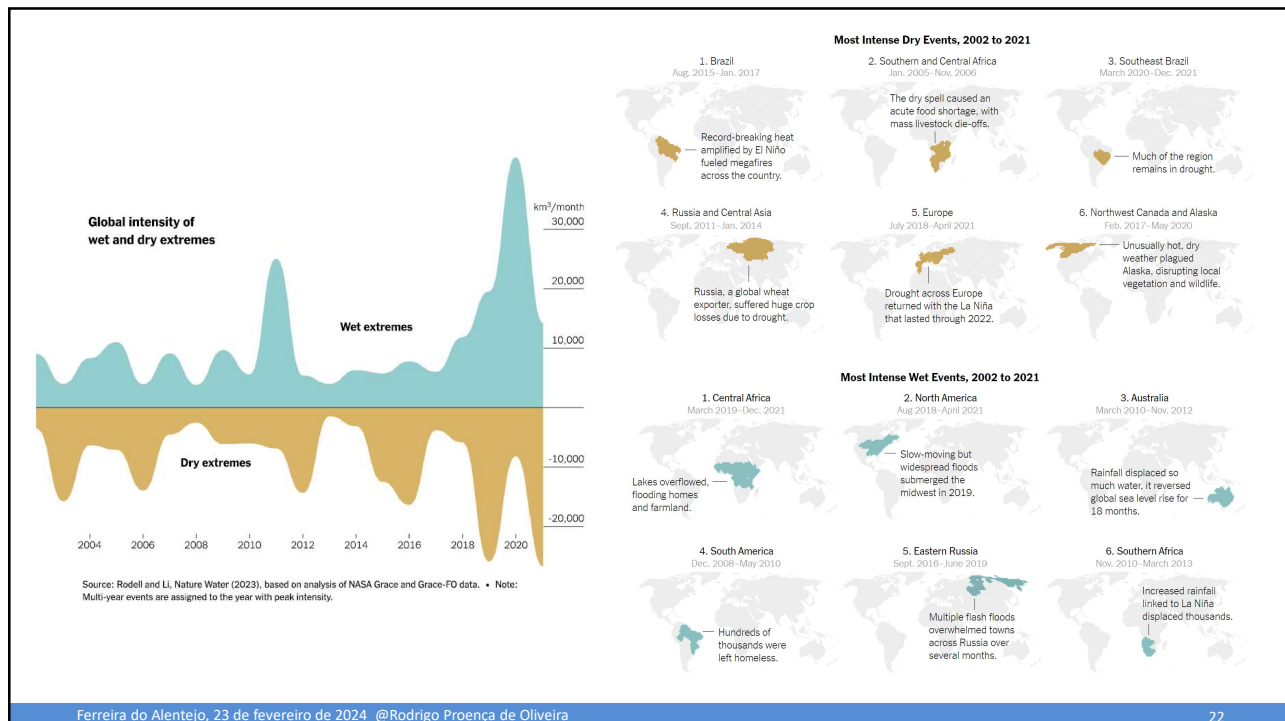 Global intensity of
wet and dry extremes
km³/month
30,000
20,000
10,000
-10,000
-20,000
Wet extremes
Dry extremes
2004 2006 2008 2010 2012 2014 2016 2018 2020
Source: Rodell and Li, Nature Water (2023), based on analysis of NASA Grace and Grace-FO data. • Note:
Multi-year events are assigned to the year with peak intensity.
Most Intense Dry Events, 2002 to 2021
1. Brazil
Aug. 2015–Jan. 2017
Record-breaking heat
amplified by El Niño
fueled megafires
across the country.
2. Southern and Central Africa
Jan. 2005–Nov. 2006
The dry spell caused an
acute food shortage, with
mass livestock die-offs.
3. Southeast Brazil
March 2020–Dec. 2021
Much of the region
remains in drought.
4. Russia and Central Asia
Sept. 2011–Jan. 2014
Russia, a global wheat
exporter, suffered huge crop
losses due to drought.
5. Europe
July 2018–April 2021
Drought across Europe
returned with the La Niña
that lasted through 2022.
6. Northwest Canada and Alaska
Feb. 2017–May 2020
Unusually hot, dry
weather plagued
Alaska, disrupting local
vegetation and wildlife.
Most Intense Wet Events, 2002 to 2021
1. Central Africa
March 2019–Dec. 2021
Lakes overflowed,
flooding homes
and farmland.
2. North America
Aug 2018–April 2021
Slow-moving but
widespread floods
submerged the
midwest in 2019.
3. Australia
March 2010–Nov. 2012
Rainfall displaced so
much water, it reversed
global sea level rise for
18 months.
4. South America
Dec. 2008–May 2010
Hundreds of
thousands were
left homeless.
5. Eastern Russia
Sept. 2016–June 2019
Multiple flash floods
overwhelmed towns
across Russia over
several months.
6. Southern Africa
Nov. 2010–March 2013
Increased rainfall
linked to La Niña
displaced thousands.
Ferreira do Alentejo, 23 de fevereiro de 2024 @Rodrigo Proença de Oliveira
22